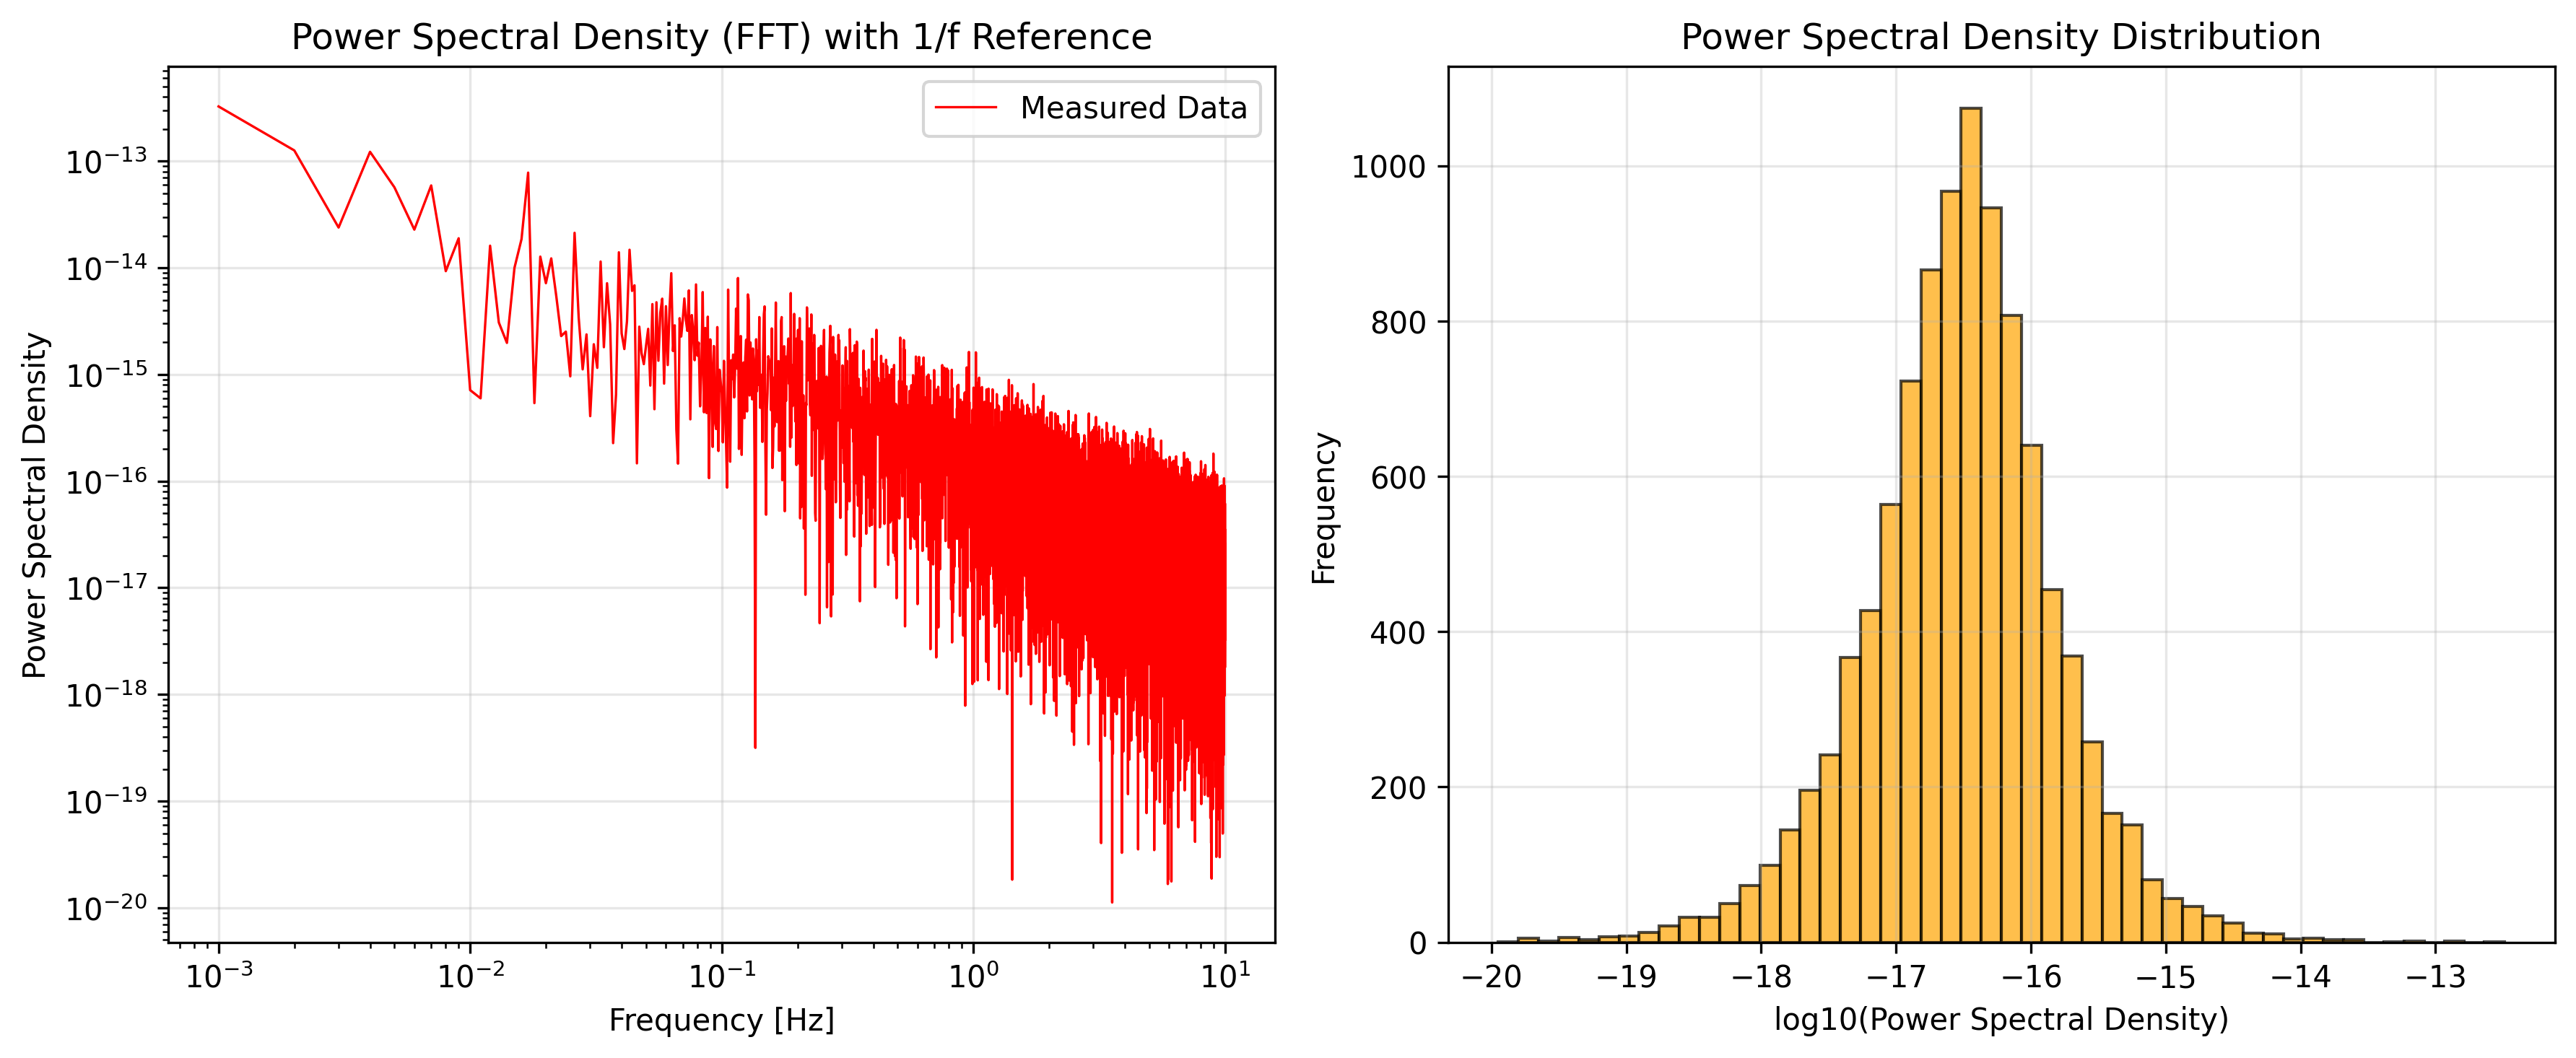 Power Spectral Density (FFT) with 1/f Reference
Measured Data
Power Spectral Density
10⁻¹³
10⁻¹⁴
10⁻¹⁵
10⁻¹⁶
10⁻¹⁷
10⁻¹⁸
10⁻¹⁹
10⁻²⁰
10⁻³ 10⁻² 10⁻¹ 10⁰ 10¹
Frequency [Hz]
Power Spectral Density Distribution
Frequency
1000
800
600
400
200
0
−20 −19 −18 −17 −16 −15 −14 −13
log10(Power Spectral Density)